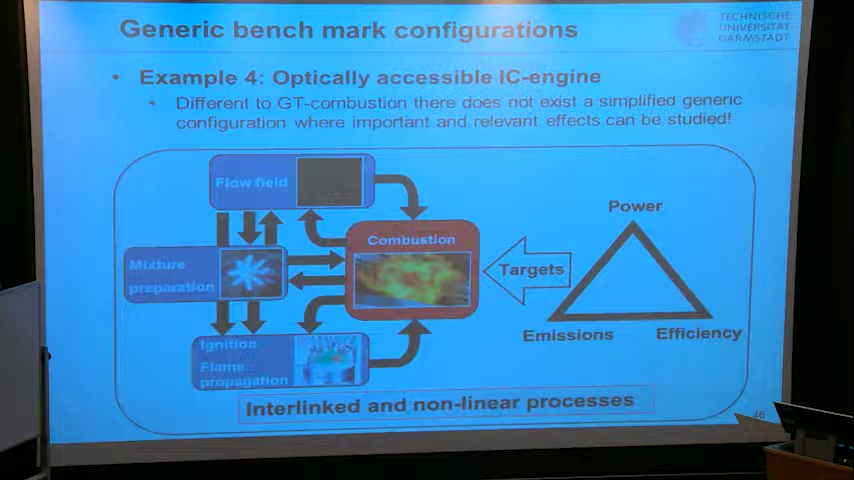 Generic bench mark configurations
TECHNISCHE
UNIVERSITÄT
DARMSTADT
• Example 4: Optically accessible IC-engine
• Different to GT-combustion there does not exist a simplified generic
configuration where important and relevant effects can be studied!
Flow field
Power
Combustion
Mixture
preparation
Targets
Emissions
Efficiency
Ignition
Flame
propagation
Interlinked and non-linear processes
46